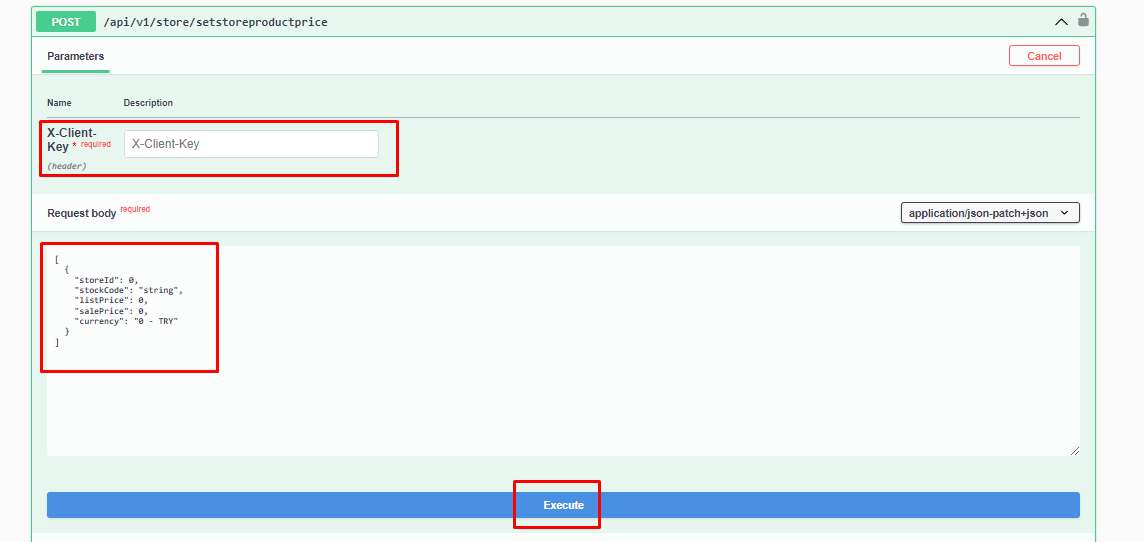 POST /api/v1/store/setstoreproductprice
Parameters
Cancel
Name Description
X-Client-
Key * required
X-Client-Key
(header)
Request body required
application/json-patch+json
[
{
"storeId": 0,
"stockCode": "string",
"listPrice": 0,
"salePrice": 0,
"currency": "0 - TRY"
}
]
Execute